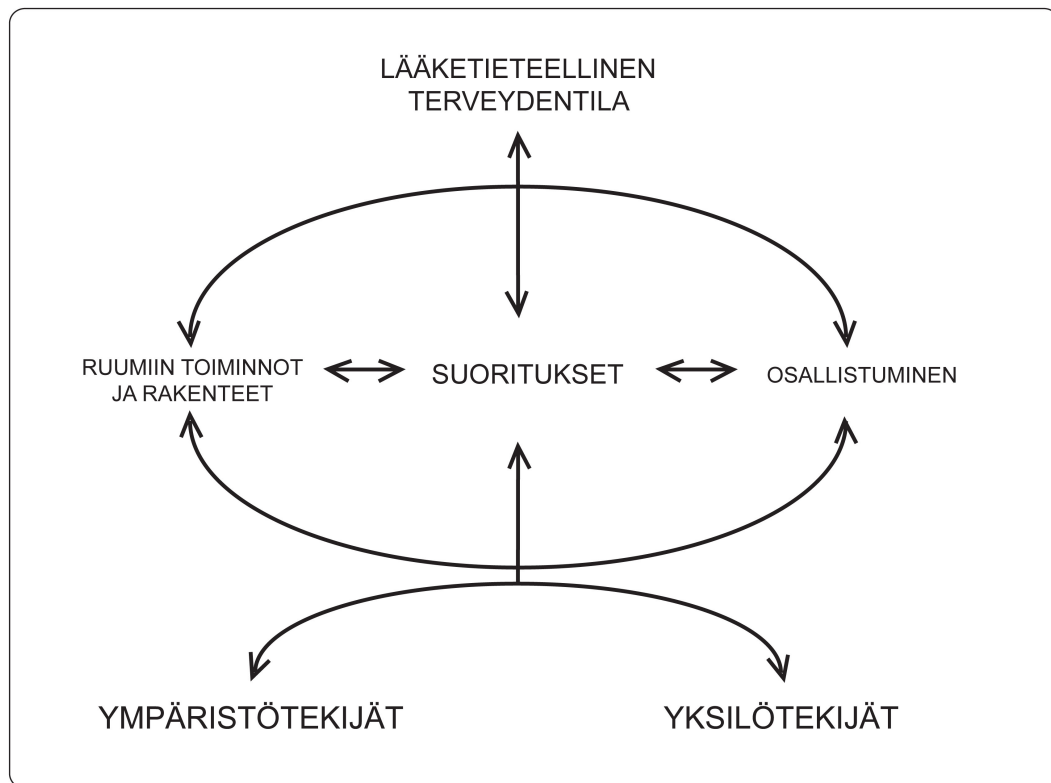 LÄÄKETIETEELLINEN
TERVEYDENTILA
RUUMIIN TOIMINNOT
JA RAKENTEET
SUORITUKSET
OSALLISTUMINEN
YMPÄRISTÖTEKIJÄT
YKSILÖTEKIJÄT